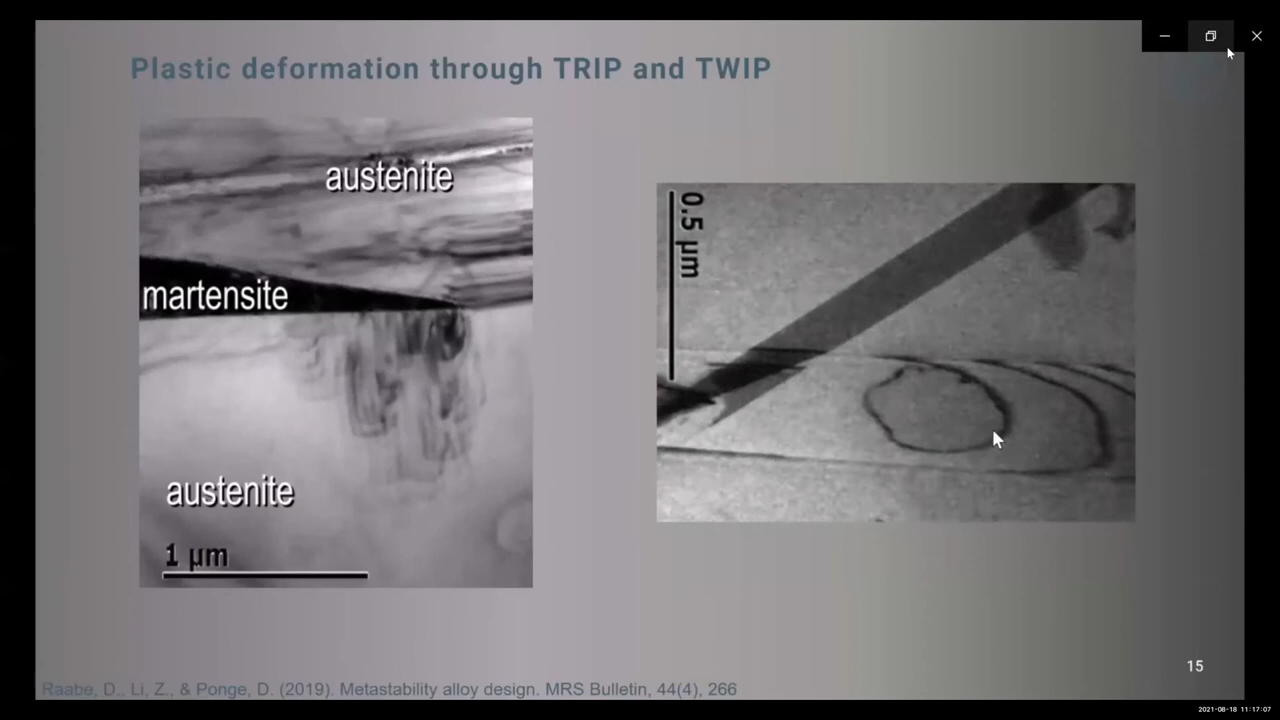 Plastic deformation through TRIP and TWIP
austenite
martensite
austenite
1 µm
0.5 µm
15
Raabe, D., Li, Z., & Ponge, D. (2019). Metastability alloy design. MRS Bulletin, 44(4), 266
2021-08-18 11:17:07